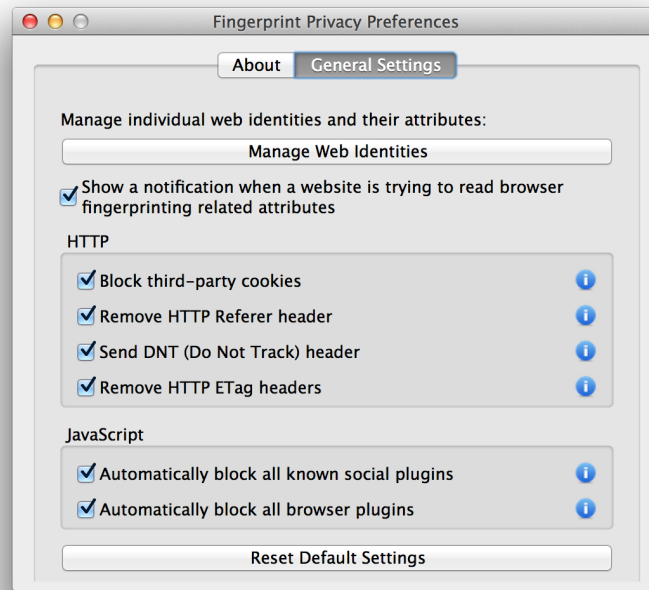 Fingerprint Privacy Preferences
About
General Settings
Manage individual web identities and their attributes:
Manage Web Identities
Show a notification when a website is trying to read browser
fingerprinting related attributes
HTTP
Block third-party cookies
Remove HTTP Referer header
Send DNT (Do Not Track) header
Remove HTTP ETag headers
JavaScript
Automatically block all known social plugins
Automatically block all browser plugins
Reset Default Settings